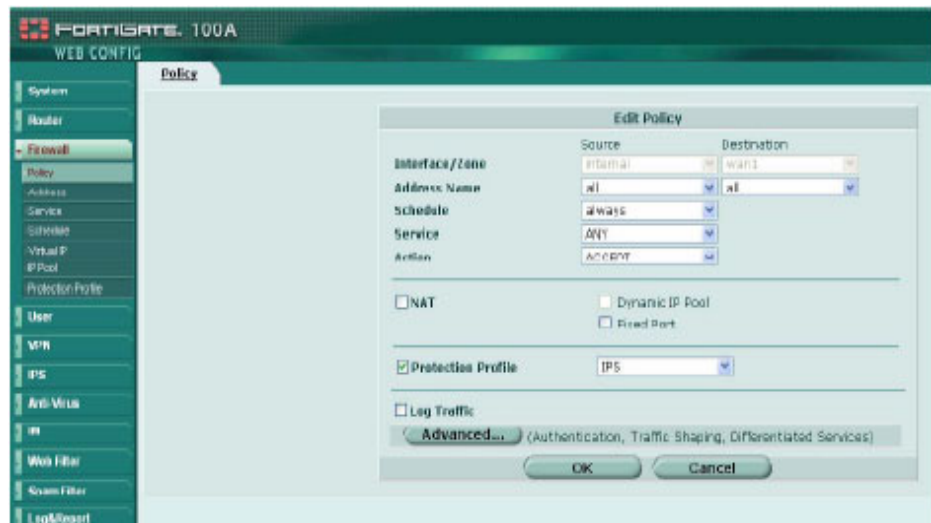 FORTIGATE. 100A
WEB CONFIG
Policy
System
Router
Firewall
Policy
Address
Service
Schedule
Virtual IP
IP Pool
Protection Profile
User
VPN
IPS
Anti-Virus
IM
Web Filter
Spam Filter
Log&Report
Edit Policy
Source Destination
Interface/Zone internal wan1
Address Name all all
Schedule always
Service ANY
Action ACCEPT
NAT Dynamic IP Pool
Fixed Port
Protection Profile IPS
Log Traffic
Advanced... (Authentication, Traffic Shaping, Differentiated Services)
OK Cancel